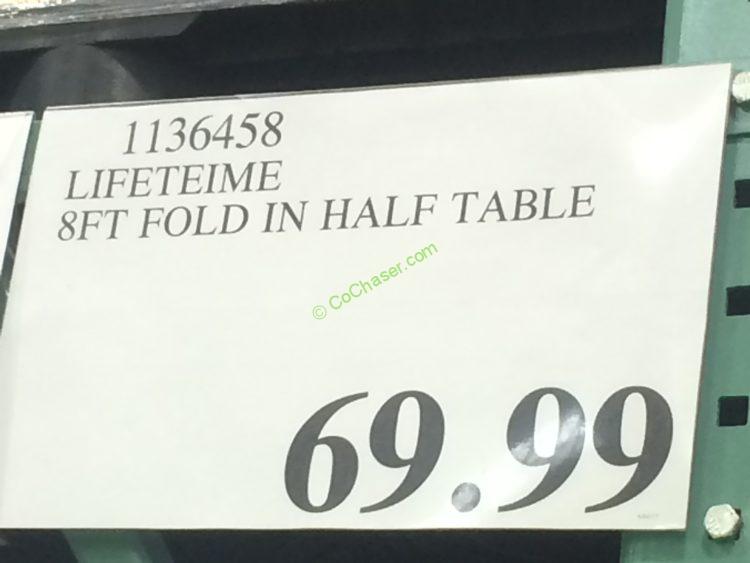 1136458
LIFETEIME
8FT FOLD IN HALF TABLE
© CoChaser.com
69.99